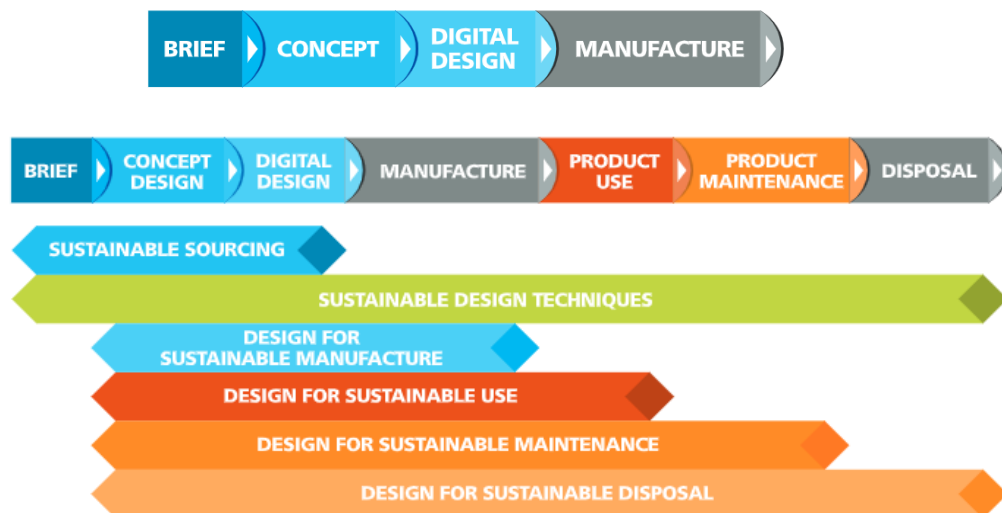 BRIEF
CONCEPT
DIGITAL
DESIGN
MANUFACTURE
BRIEF
CONCEPT
DESIGN
DIGITAL
DESIGN
MANUFACTURE
PRODUCT
USE
PRODUCT
MAINTENANCE
DISPOSAL
SUSTAINABLE SOURCING
SUSTAINABLE DESIGN TECHNIQUES
DESIGN FOR
SUSTAINABLE MANUFACTURE
DESIGN FOR SUSTAINABLE USE
DESIGN FOR SUSTAINABLE MAINTENANCE
DESIGN FOR SUSTAINABLE DISPOSAL